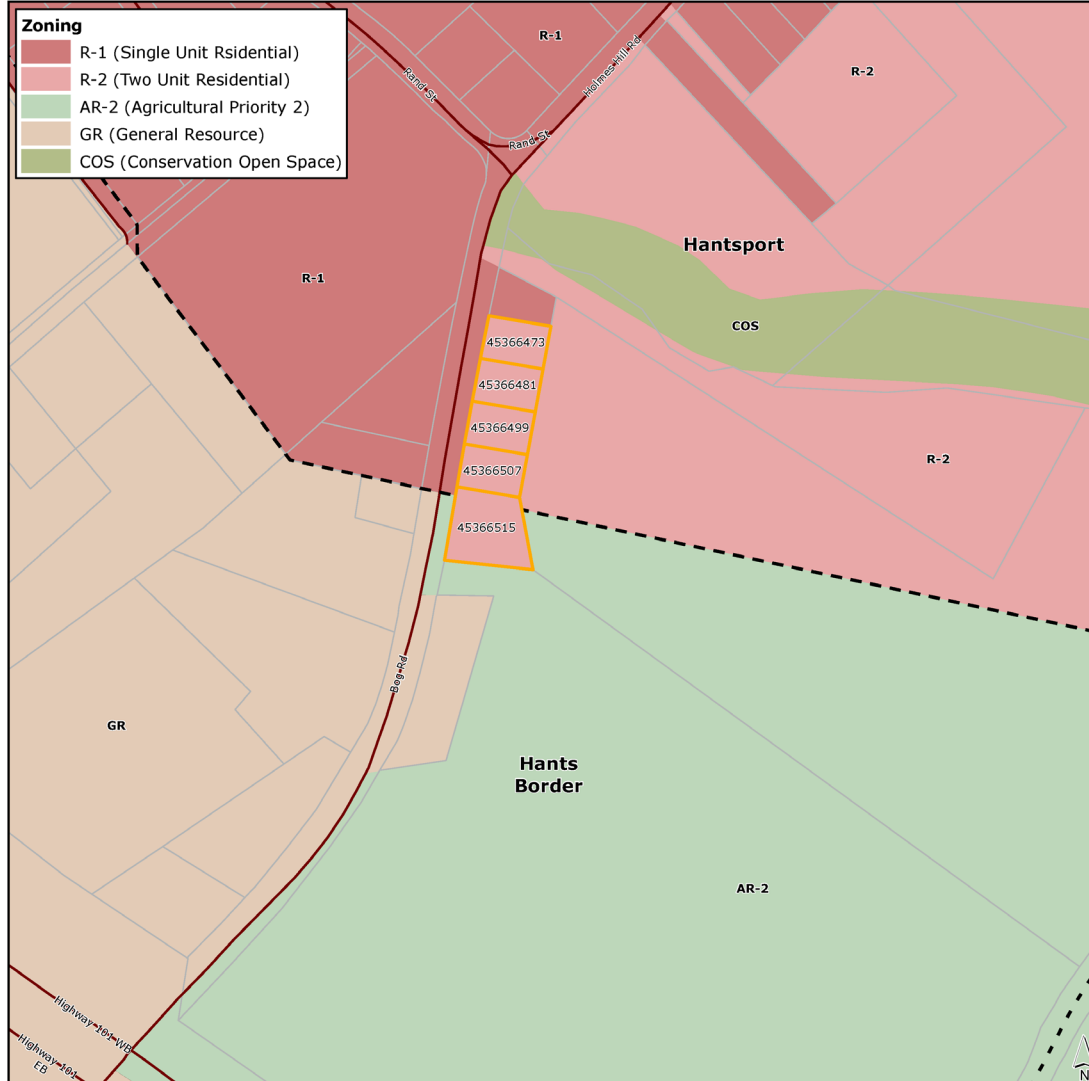 Zoning
R-1 (Single Unit Rsidential)
R-2 (Two Unit Residential)
AR-2 (Agricultural Priority 2)
GR (General Resource)
COS (Conservation Open Space)
R-1
Holmes Hill Rd
R-2
Rand St
Rand St
Hantsport
R-1
COS
45366473
45366481
45366499
45366507
R-2
45366515
Bog Rd
GR
Hants
Border
AR-2
Highway 101 WB
Highway 101
EB
N